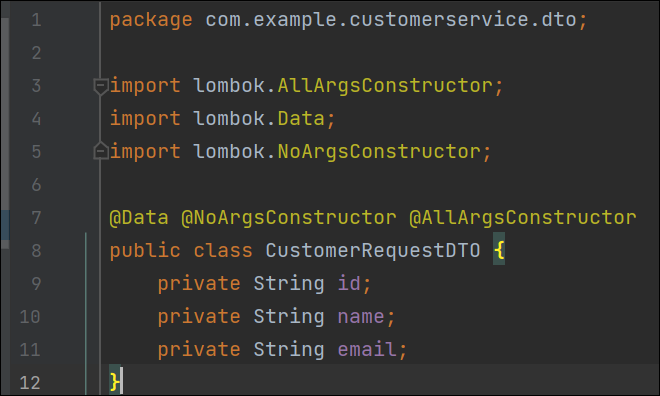 1 package com.example.customerservice.dto;
2
3 import lombok.AllArgsConstructor;
4 import lombok.Data;
5 import lombok.NoArgsConstructor;
6
7 @Data @NoArgsConstructor @AllArgsConstructor
8 public class CustomerRequestDTO {
9     private String id;
10     private String name;
11     private String email;
12 }